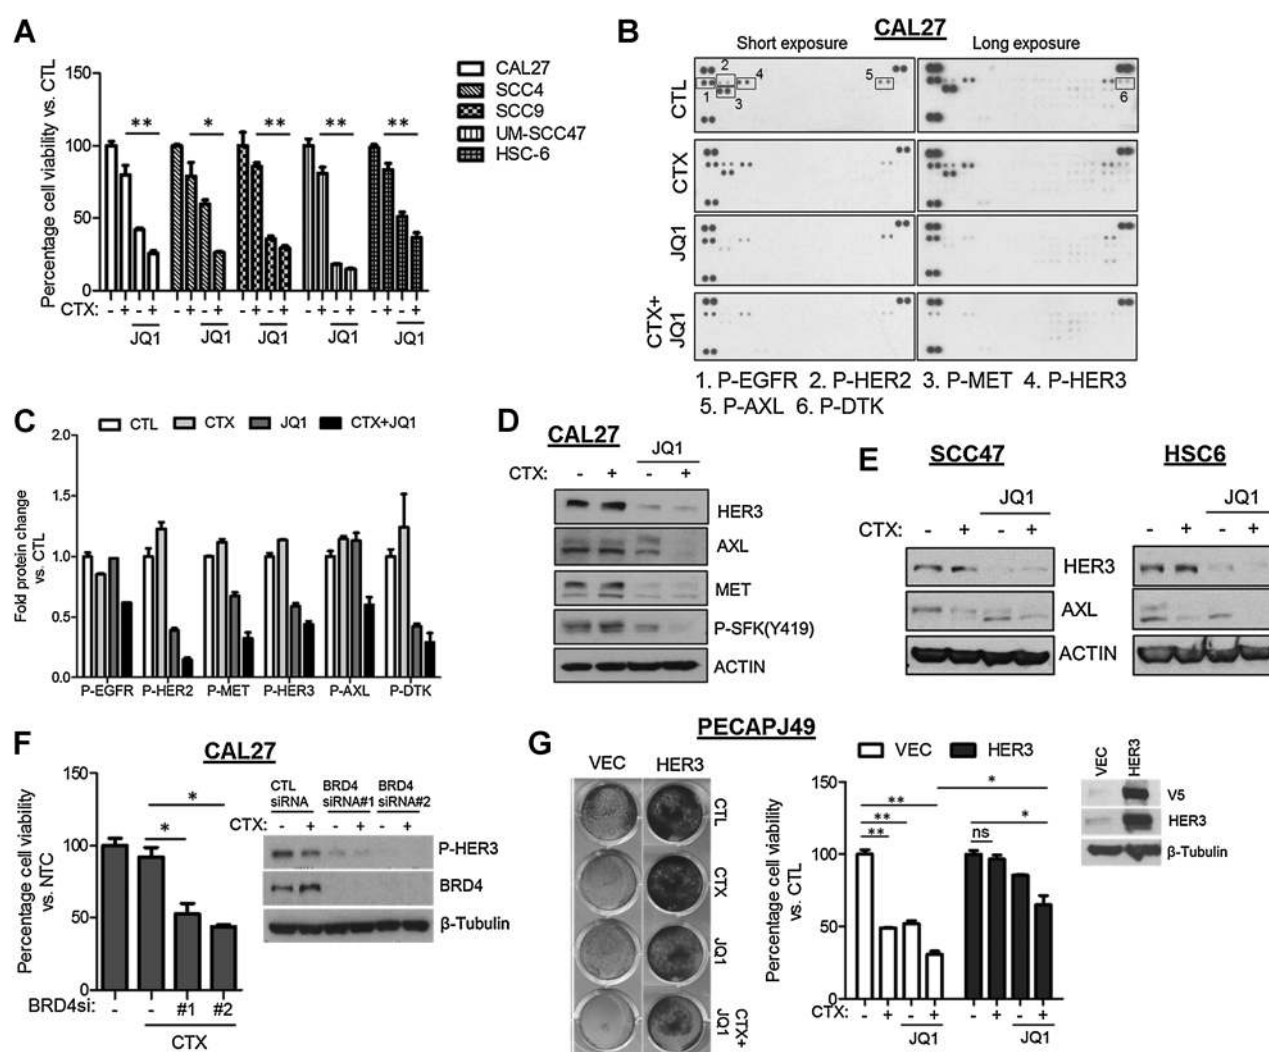 A
Percentage cell viability vs. CTL
150
100
50
0
** * ** ** **
CAL27
SCC4
SCC9
UM-SCC47
HSC-6
CTX: - + - + - + - + - + - + - + - + - + - +
JQ1 JQ1 JQ1 JQ1 JQ1
B
CAL27
Short exposure Long exposure
CTL
CTX
JQ1
CTX+
JQ1
2
5 4
1
3
6
1. P-EGFR 2. P-HER2 3. P-MET 4. P-HER3
5. P-AXL 6. P-DTK
C
CTL CTX JQ1 CTX+JQ1
Fold protein change
vs. CTL
2.0
1.5
1.0
0.5
0.0
P-EGFR P-HER2 P-MET P-HER3 P-AXL P-DTK
D
CAL27
JQ1
CTX: - + - +
HER3
AXL
MET
P-SFK(Y419)
ACTIN
E
SCC47 HSC6
JQ1 JQ1
CTX: - + - + - + - +
HER3
AXL
ACTIN
F
CAL27
Percentage cell viability
vs. NTC
150
100
50
0
*
*
BRD4si: - - #1 #2
CTX
CTL BRD4 BRD4
siRNA siRNA#1 siRNA#2
CTX: - + - + - +
P-HER3
BRD4
β-Tubulin
G
PECAPJ49
VEC HER3
CTL
CTX
JQ1
CTX+
JQ1
VEC HER3
Percentage cell viability
vs. CTL
150
100
50
0
*
**
** *
** ns
CTX: - + - + - + - +
JQ1 JQ1
VEC HER3
V5
HER3
β-Tubulin